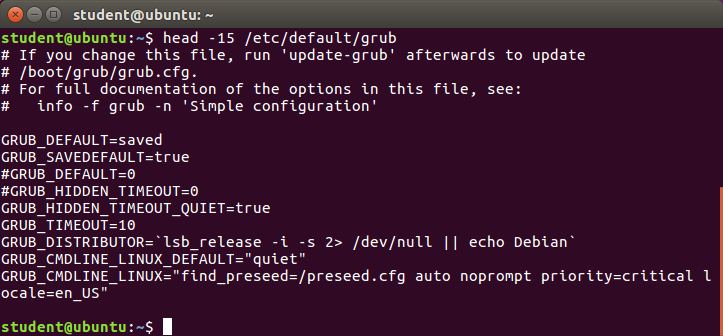 student@ubuntu: ~
student@ubuntu:~$ head -15 /etc/default/grub
# If you change this file, run 'update-grub' afterwards to update
# /boot/grub/grub.cfg.
# For full documentation of the options in this file, see:
#   info -f grub -n 'Simple configuration'

GRUB_DEFAULT=saved
GRUB_SAVEDEFAULT=true
#GRUB_DEFAULT=0
#GRUB_HIDDEN_TIMEOUT=0
GRUB_HIDDEN_TIMEOUT_QUIET=true
GRUB_TIMEOUT=10
GRUB_DISTRIBUTOR=`lsb_release -i -s 2> /dev/null || echo Debian`
GRUB_CMDLINE_LINUX_DEFAULT="quiet"
GRUB_CMDLINE_LINUX="find_preseed=/preseed.cfg auto noprompt priority=critical l
ocale=en_US"

student@ubuntu:~$